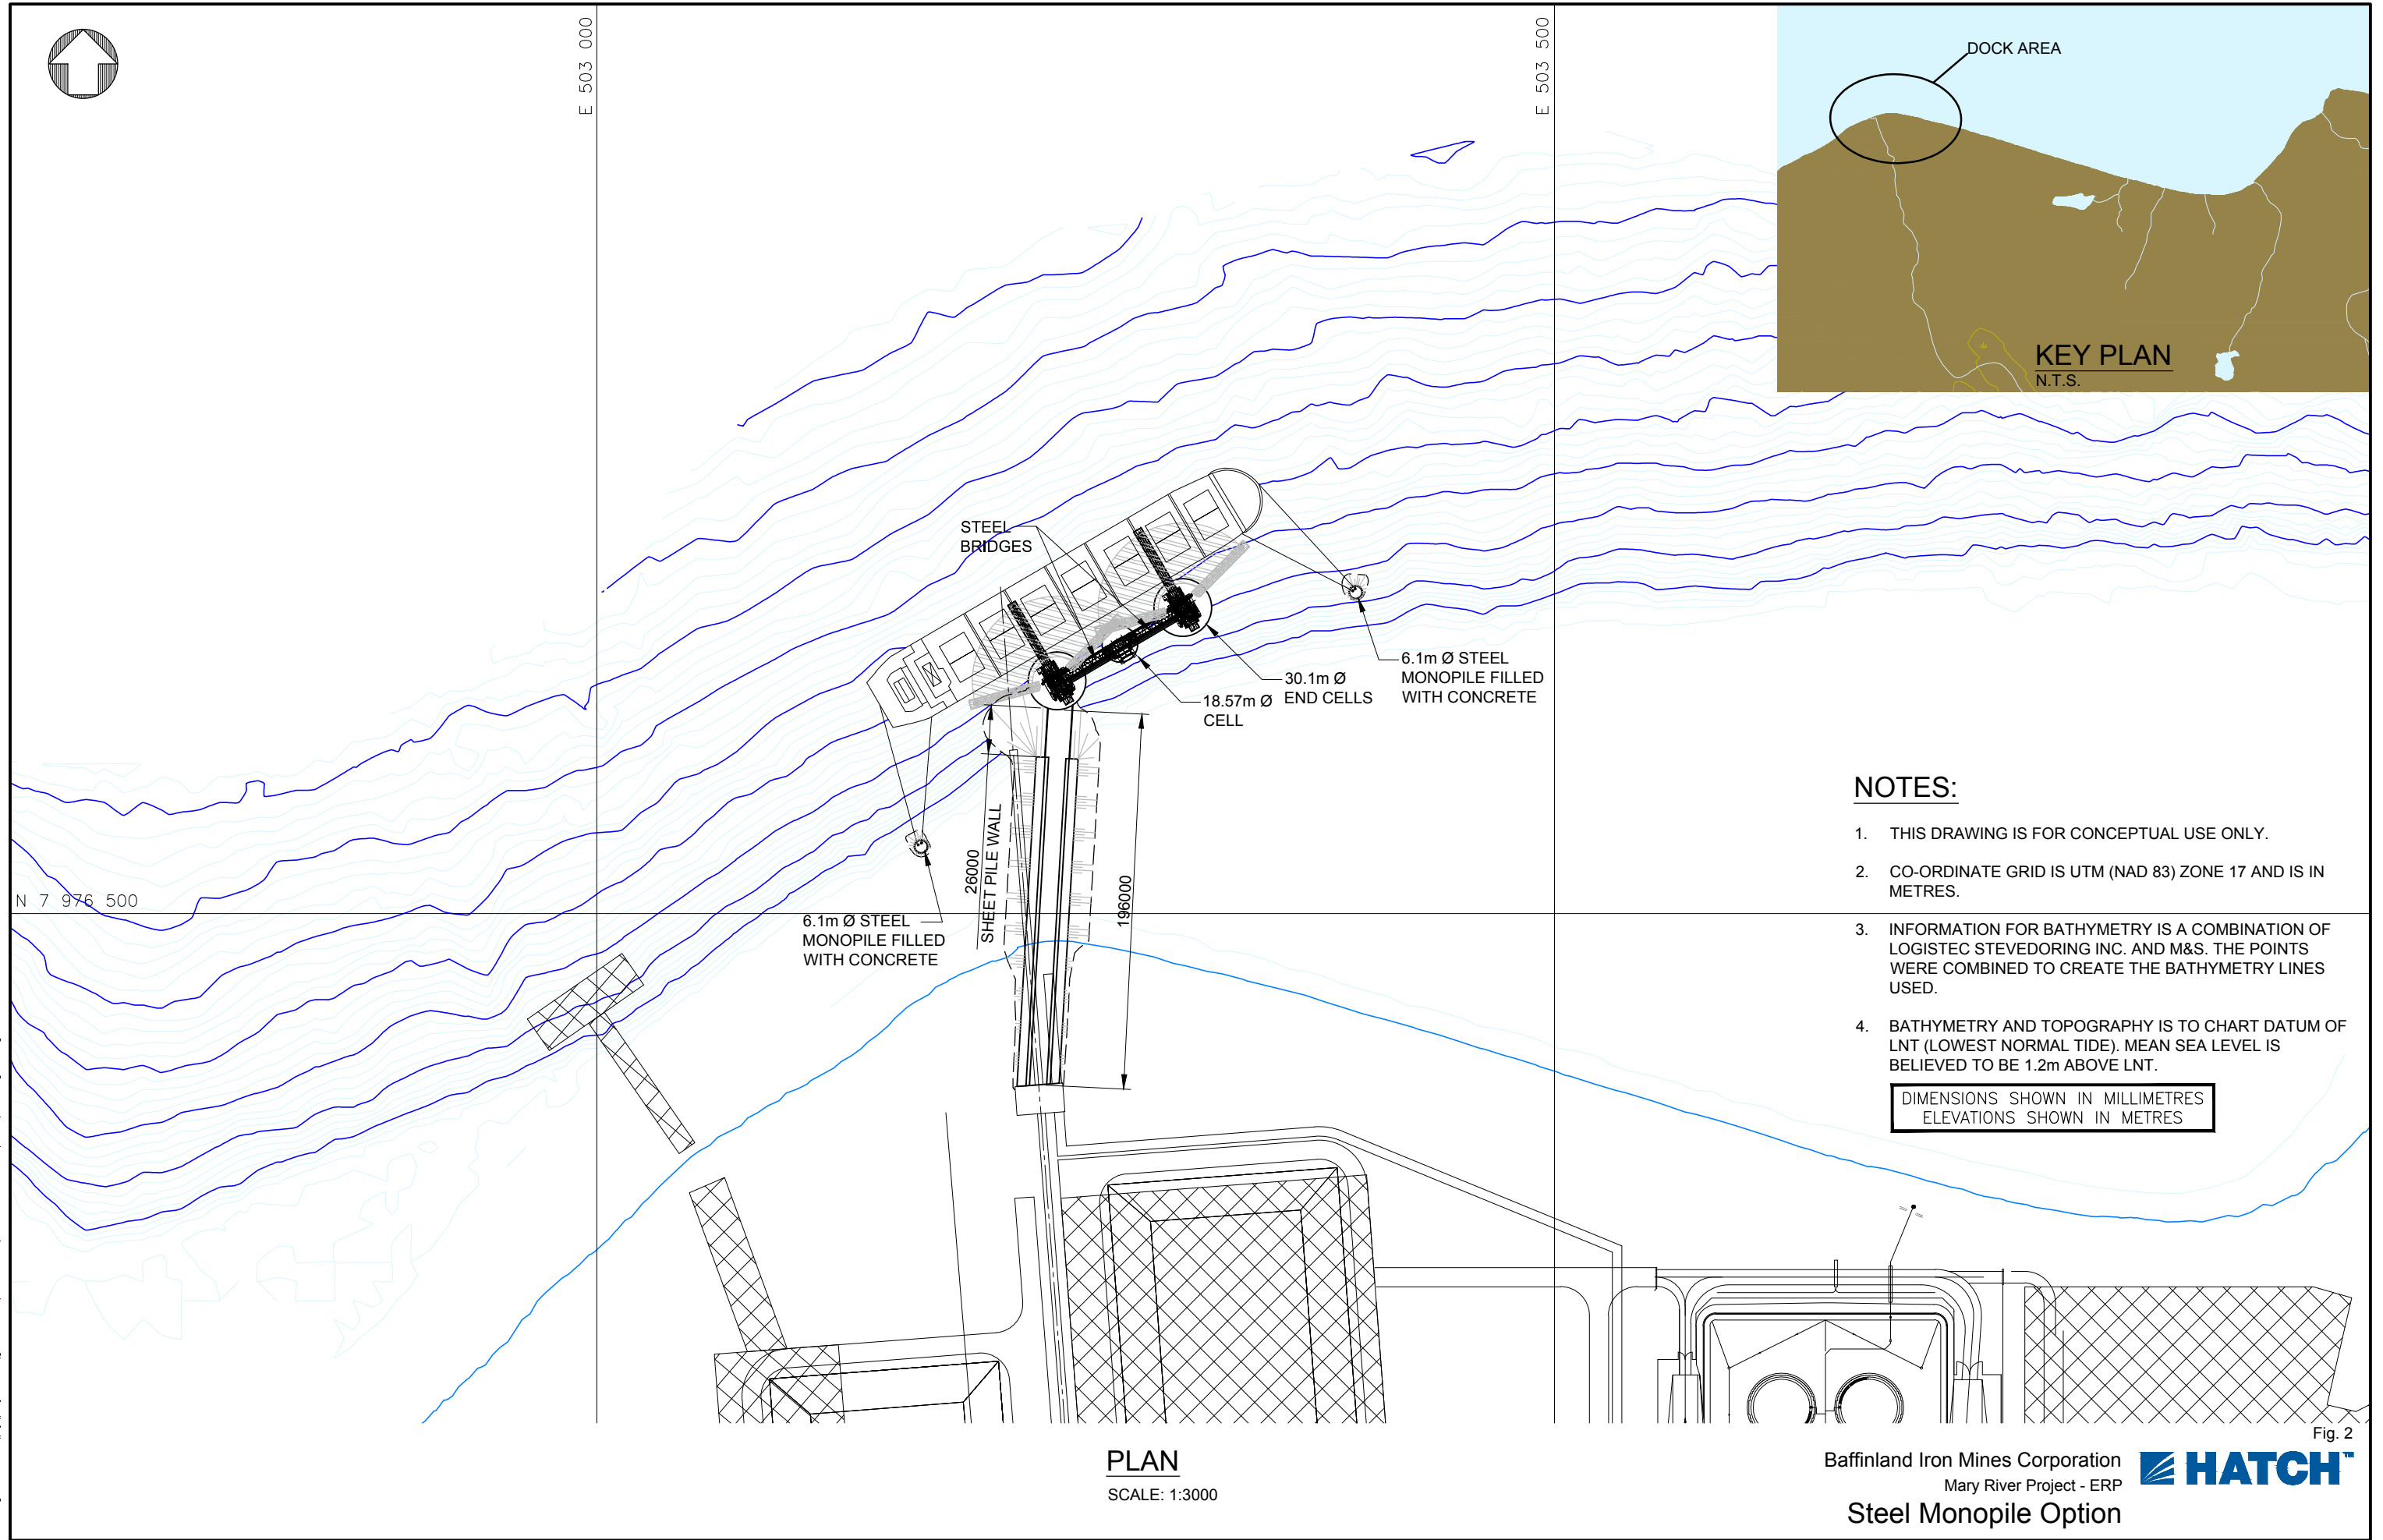 E 503 000
E 503 500
DOCK AREA
KEY PLAN
N.T.S.
STEEL
BRIDGES
6.1m Ø STEEL
MONOPILE FILLED
WITH CONCRETE
30.1m Ø
END CELLS
18.57m Ø
CELL
26000
SHEET PILE WALL
196000
N 7 976 500
6.1m Ø STEEL
MONOPILE FILLED
WITH CONCRETE
NOTES:
1. THIS DRAWING IS FOR CONCEPTUAL USE ONLY.
2. CO-ORDINATE GRID IS UTM (NAD 83) ZONE 17 AND IS IN
METRES.
3. INFORMATION FOR BATHYMETRY IS A COMBINATION OF
LOGISTEC STEVEDORING INC. AND M&S. THE POINTS
WERE COMBINED TO CREATE THE BATHYMETRY LINES
USED.
4. BATHYMETRY AND TOPOGRAPHY IS TO CHART DATUM OF
LNT (LOWEST NORMAL TIDE). MEAN SEA LEVEL IS
BELIEVED TO BE 1.2m ABOVE LNT.
DIMENSIONS SHOWN IN MILLIMETRES
ELEVATIONS SHOWN IN METRES
PLAN
SCALE: 1:3000
Fig. 2
Baffinland Iron Mines Corporation
Mary River Project - ERP
Steel Monopile Option
HATCH™